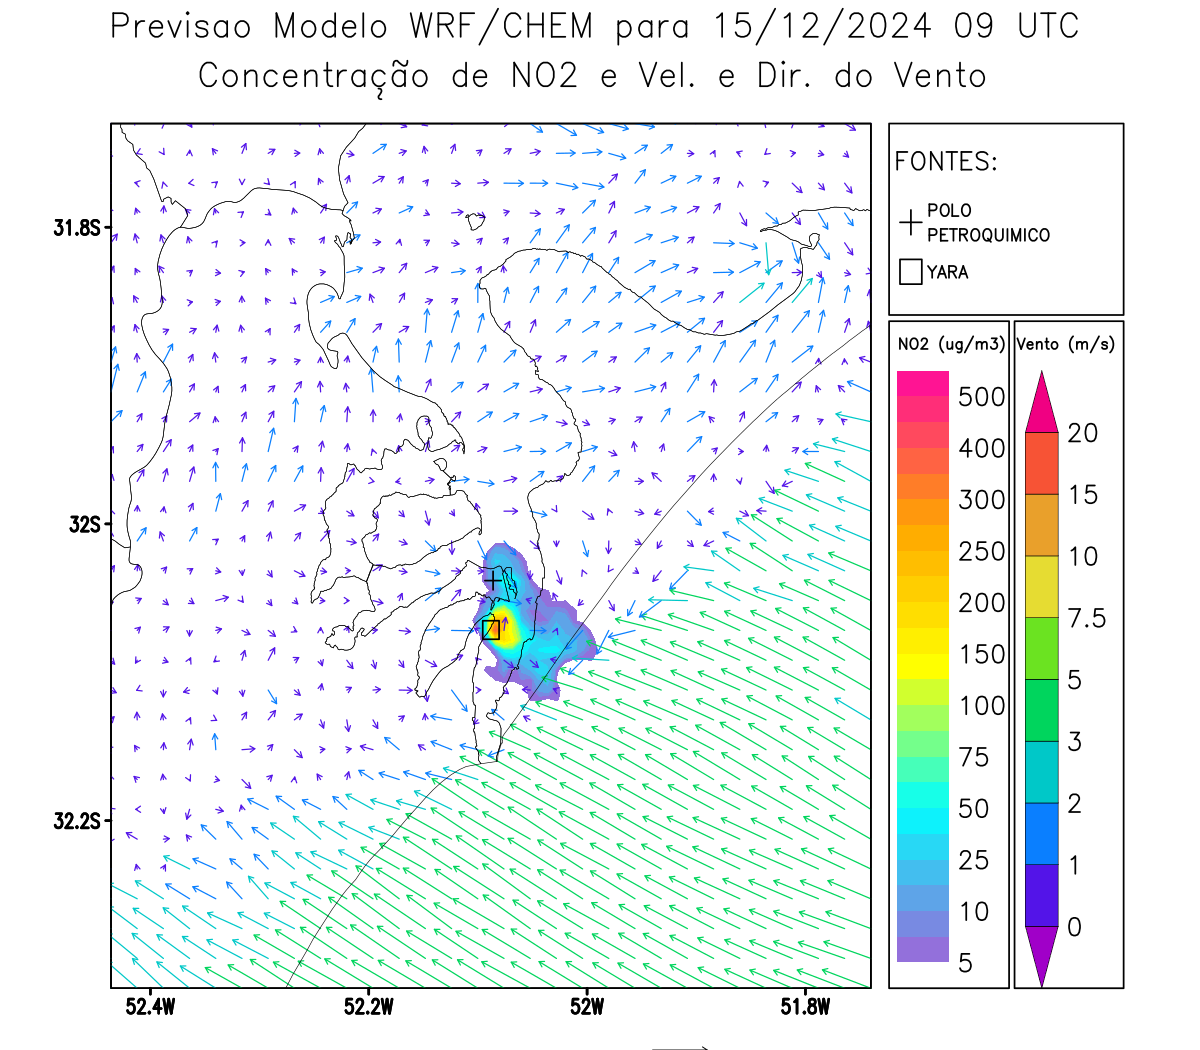 Previsao Modelo WRF/CHEM para 15/12/2024 09 UTC
Concentração de NO2 e Vel. e Dir. do Vento
FONTES:
POLO
PETROQUIMICO
YARA
NO2 (ug/m3)
500
400
300
250
200
150
100
75
50
25
10
5
Vento (m/s)
20
15
10
7.5
5
3
2
1
0
31.8S
32S
32.2S
52.4W
52.2W
52W
51.8W